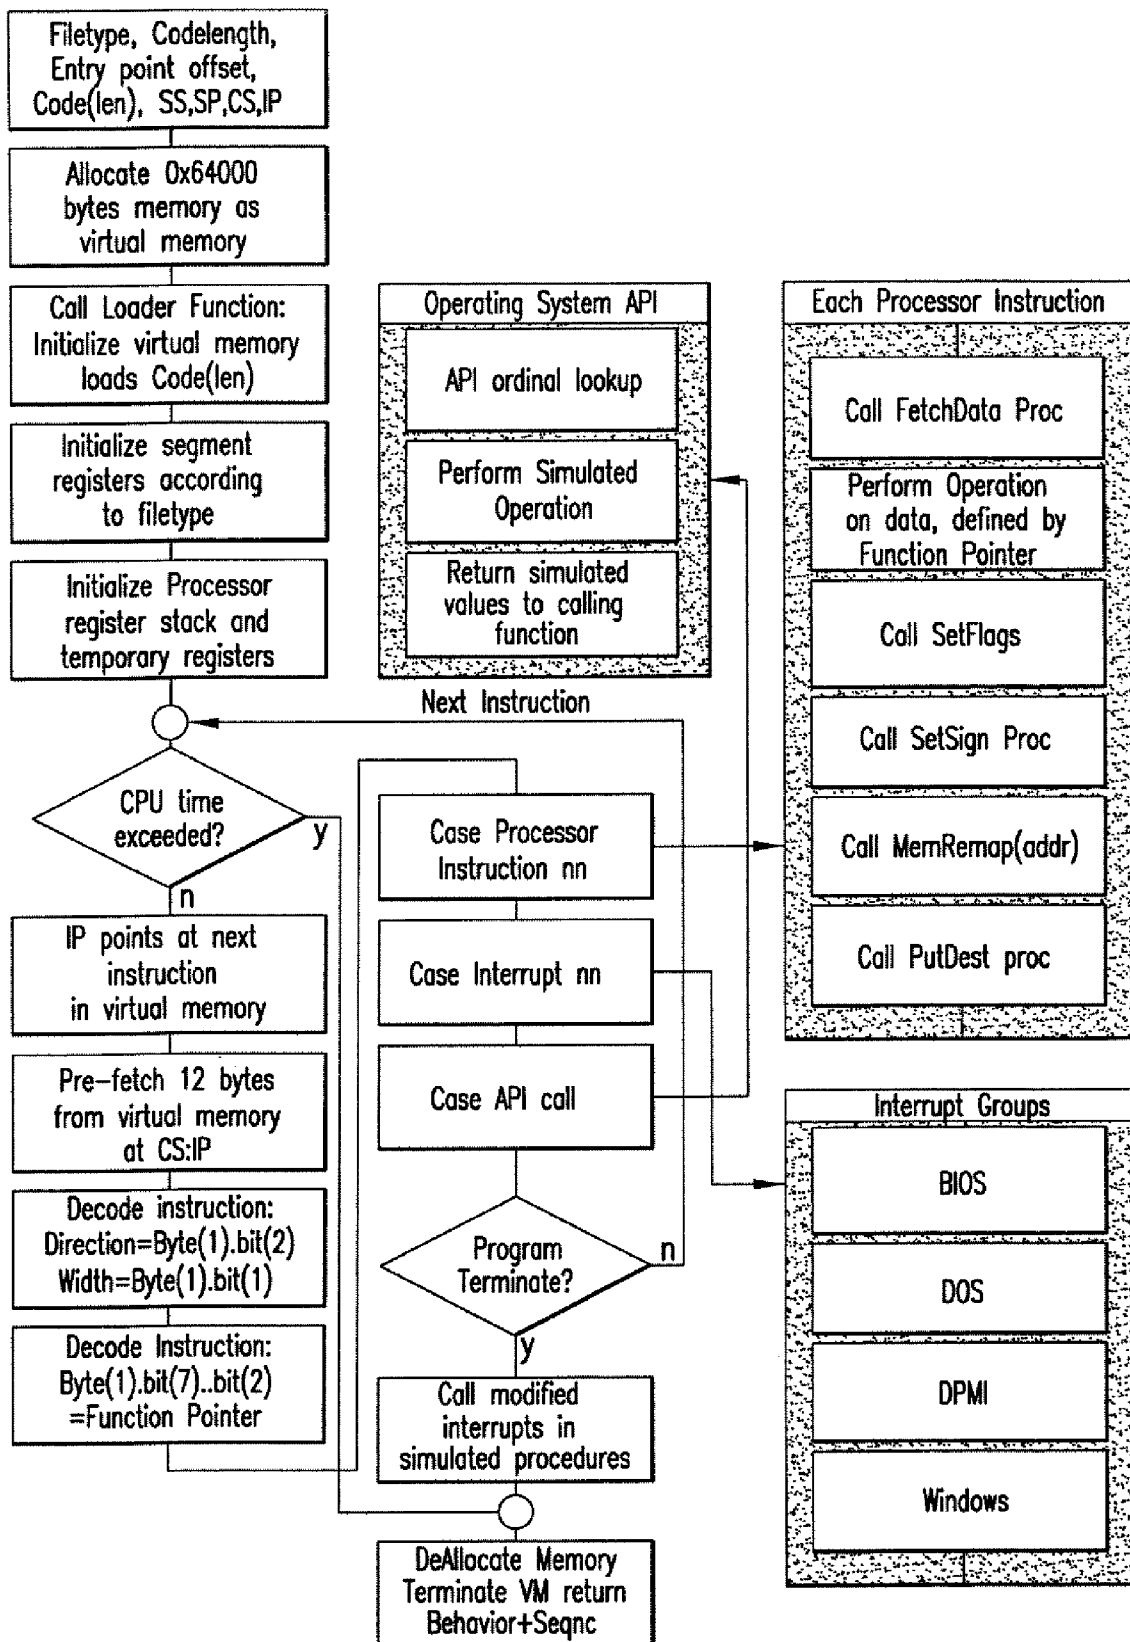 Filetype, Codelength,
Entry point offset,
Code(len), SS,SP,CS,IP
Allocate 0x64000
bytes memory as
virtual memory
Call Loader Function:
Initialize virtual memory
loads Code(len)
Initialize segment
registers according
to filetype
Initialize Processor
register stack and
temporary registers
CPU time
exceeded?
y
n
IP points at next
instruction
in virtual memory
Pre-fetch 12 bytes
from virtual memory
at CS:IP
Decode instruction:
Direction=Byte(1).bit(2)
Width=Byte(1).bit(1)
Decode Instruction:
Byte(1).bit(7)..bit(2)
=Function Pointer
Operating System API
API ordinal lookup
Perform Simulated
Operation
Return simulated
values to calling
function
Next Instruction
Case Processor
Instruction nn
Case Interrupt nn
Case API call
Program
Terminate?
n
y
Call modified
interrupts in
simulated procedures
DeAllocate Memory
Terminate VM return
Behavior+Seqnc
Each Processor Instruction
Call FetchData Proc
Perform Operation
on data, defined by
Function Pointer
Call SetFlags
Call SetSign Proc
Call MemRemap(addr)
Call PutDest proc
Interrupt Groups
BIOS
DOS
DPMI
Windows